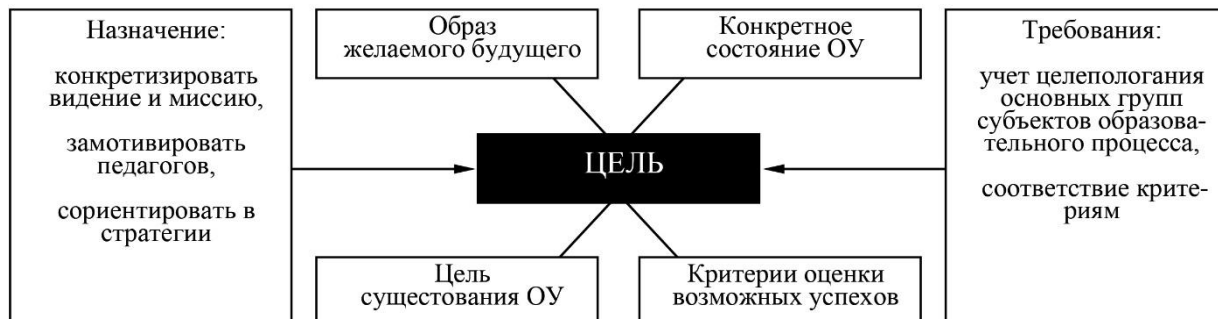 Назначение:
конкретизировать
видение и миссию,
замотивировать
педагогов,
сориентировать в
стратегии
Образ
желаемого будущего
Конкретное
состояние ОУ
ЦЕЛЬ
Цель
сущестования ОУ
Критерии оценки
возможных успехов
Требования:
учет целепологания
основных групп
субъектов образова-
тельного процесса,
соответствие крите-
риям